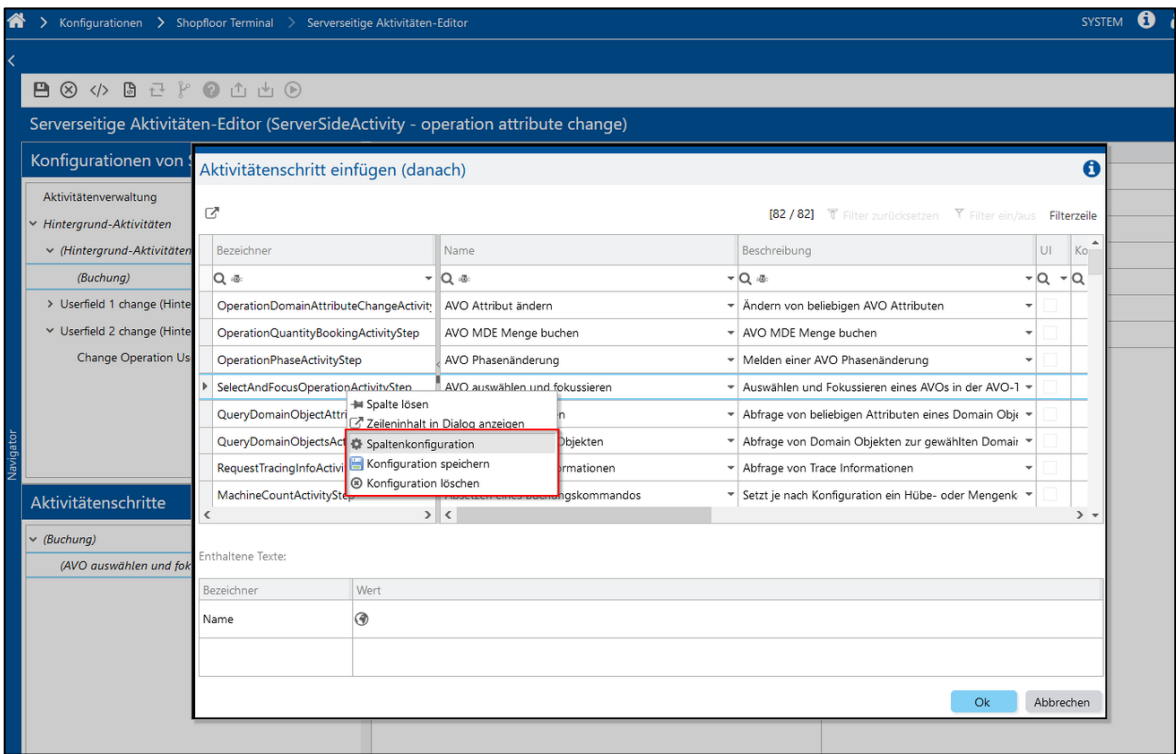 Konfigurationen > Shopfloor Terminal > Serverseitige Aktivitäten-Editor SYSTEM
Serverseitige Aktivitäten-Editor (ServerSideActivity - operation attribute change)
Konfigurationen von
Aktivitätenverwaltung
Hintergrund-Aktivitäten
(Hintergrund-Aktivitäten
(Buchung)
Userfield 1 change (Hinte
Userfield 2 change (Hinte
Change Operation Us
Navigator
Aktivitätenschritte
(Buchung)
(AVO auswählen und fok
Aktivitätenschritt einfügen (danach)
[82 / 82] Filter zurücksetzen Filter ein/aus Filterzeile
Bezeichner Name Beschreibung UI Ko
OperationDomainAttributeChangeActivity AVO Attribut ändern Ändern von beliebigen AVO Attributen
OperationQuantityBookingActivityStep AVO MDE Menge buchen AVO MDE Menge buchen
OperationPhaseActivityStep AVO Phasenänderung Melden einer AVO Phasenänderung
SelectAndFocusOperationActivityStep AVO auswählen und fokussieren Auswählen und Fokussieren eines AVOs in der AVO-T
QueryDomainObjectAttri Abfrage von beliebigen Attributen eines Domain Obje
QueryDomainObjectsAct Objekten Abfrage von Domain Objekten zur gewählten Domain
RequestTracingInfoActivi ormationen Abfrage von Trace Informationen
MachineCountActivityStep Absetzen eines Buchungskommandos Setzt je nach Konfiguration ein Hübe- oder Mengenk
Spalte lösen
Zeileninhalt in Dialog anzeigen
Spaltenkonfiguration
Konfiguration speichern
Konfiguration löschen
Enthaltene Texte:
Bezeichner Wert
Name
Ok Abbrechen